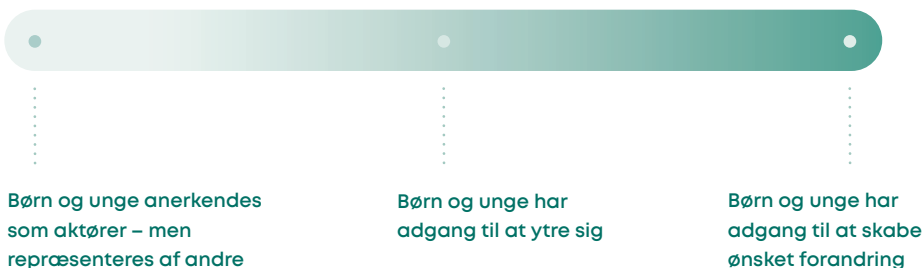 Børn og unge anerkendes
som aktører – men
repræsenteres af andre
Børn og unge har
adgang til at ytre sig
Børn og unge har
adgang til at skabe
ønsket forandring